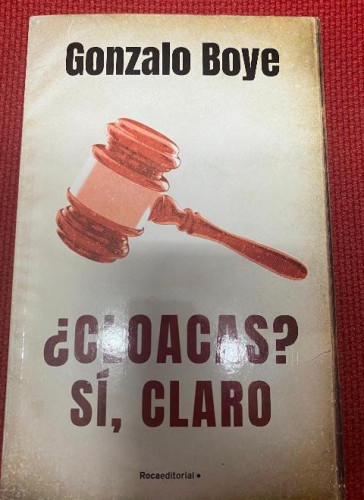 Gonzalo Boye
¿CLOACAS?
SÍ, CLARO
Rocaeditorial